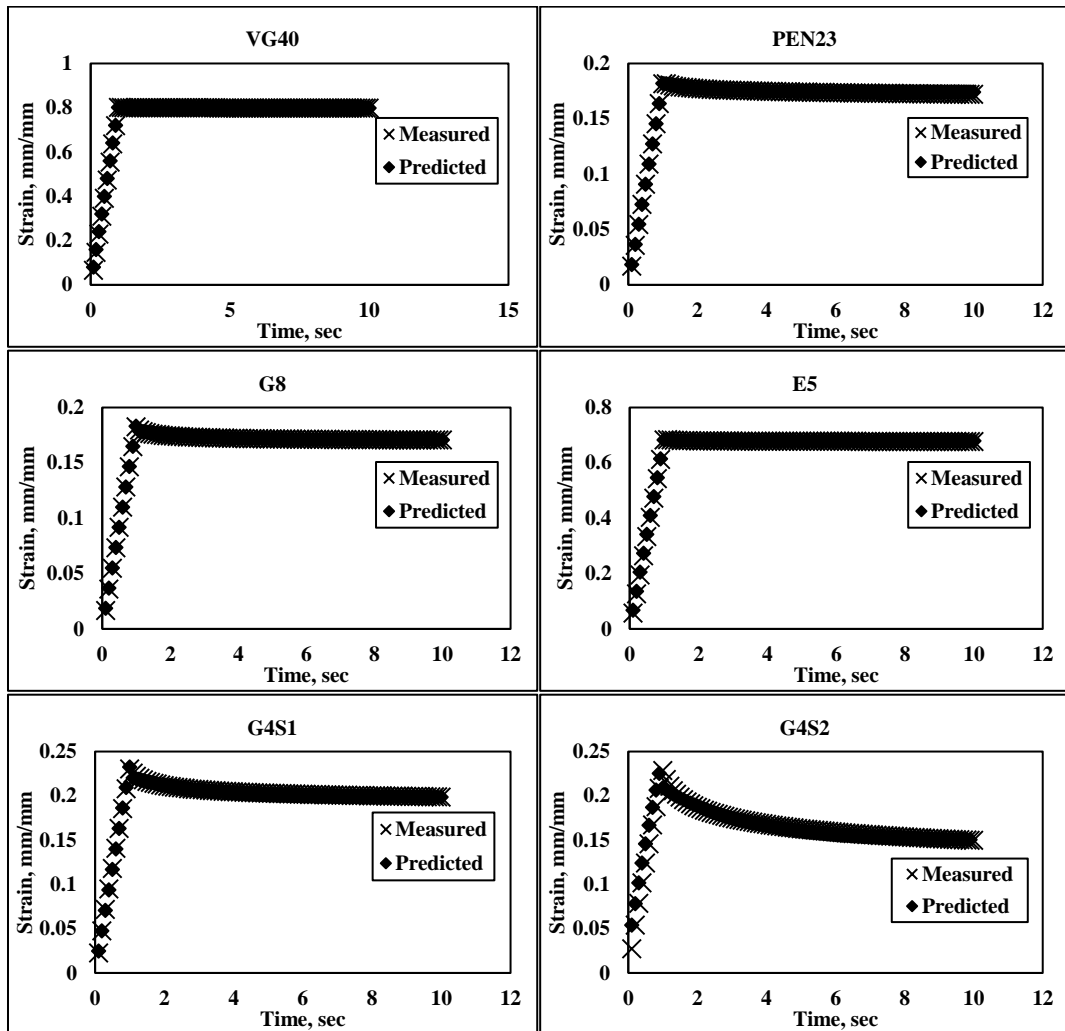 VG40
1
0.8
0.6
0.4
0.2
0
Strain, mm/mm
Measured
Predicted
0 5 10 15
Time, sec
PEN23
0.2
0.15
0.1
0.05
0
Strain, mm/mm
Measured
Predicted
0 2 4 6 8 10 12
Time, sec
G8
0.2
0.15
0.1
0.05
0
Strain, mm/mm
Measured
Predicted
0 2 4 6 8 10 12
Time, sec
E5
0.8
0.6
0.4
0.2
0
Strain, mm/mm
Measured
Predicted
0 2 4 6 8 10 12
Time, sec
G4S1
0.25
0.2
0.15
0.1
0.05
0
Strain, mm/mm
Measured
Predicted
0 2 4 6 8 10 12
Time, sec
G4S2
0.25
0.2
0.15
0.1
0.05
0
Strain, mm/mm
Measured
Predicted
0 2 4 6 8 10 12
Time, sec